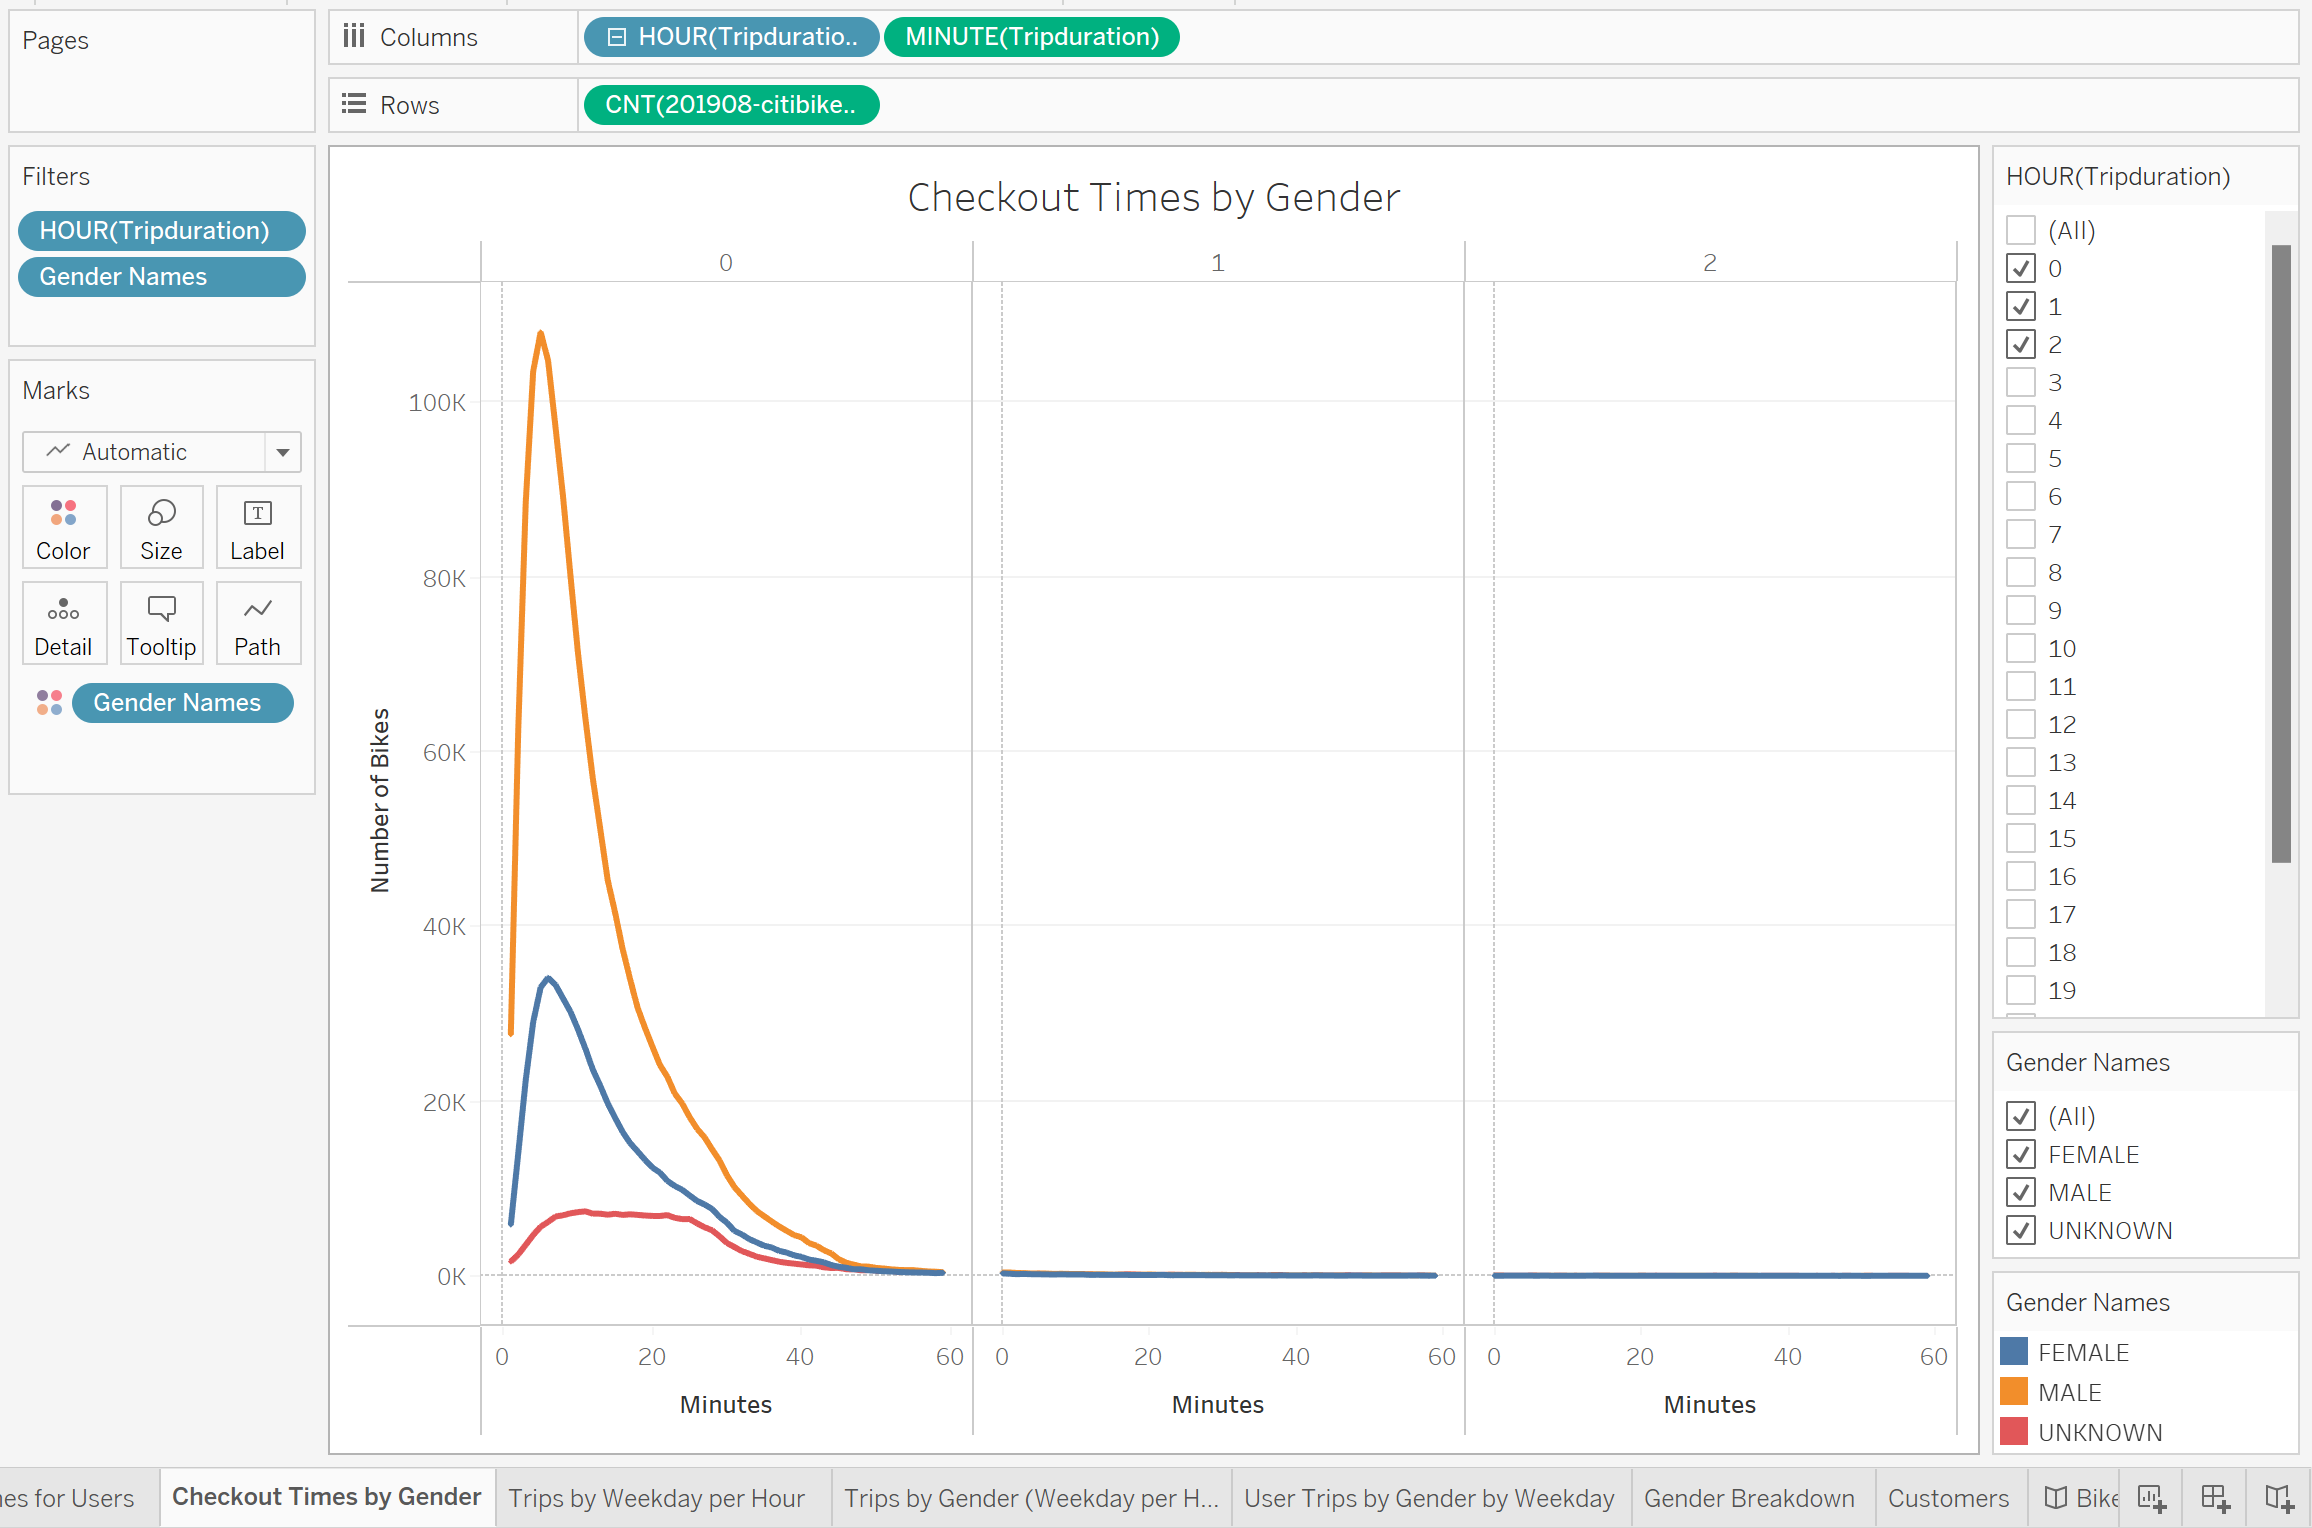 Pages
Columns
HOUR(Tripduratio..
MINUTE(Tripduration)
Rows
CNT(201908-citibike..
Filters
HOUR(Tripduration)
Gender Names
Marks
Automatic
Color
Size
Label
Detail
Tooltip
Path
Gender Names
Checkout Times by Gender
0
1
2
100K
80K
60K
40K
20K
0K
Number of Bikes
0 20 40 60
0 20 40 60
0 20 40 60
Minutes
Minutes
Minutes
HOUR(Tripduration)
(All)
0
1
2
3
4
5
6
7
8
9
10
11
12
13
14
15
16
17
18
19
Gender Names
(All)
FEMALE
MALE
UNKNOWN
Gender Names
FEMALE
MALE
UNKNOWN
es for Users
Checkout Times by Gender
Trips by Weekday per Hour
Trips by Gender (Weekday per H...
User Trips by Gender by Weekday
Gender Breakdown
Customers
Bike